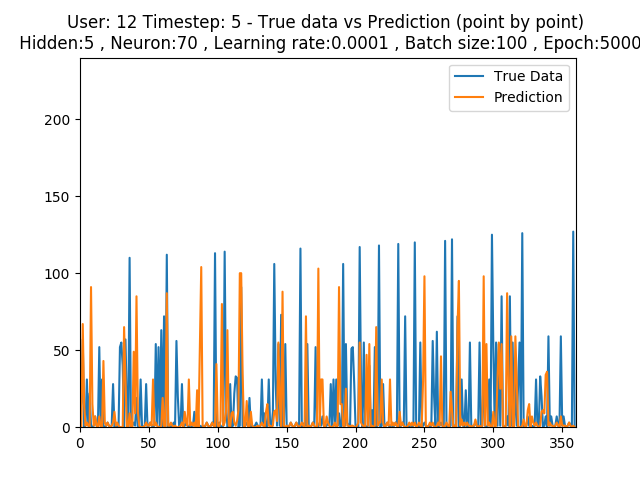 User: 12 Timestep: 5 - True data vs Prediction (point by point)
Hidden:5 , Neuron:70 , Learning rate:0.0001 , Batch size:100 , Epoch:5000
True Data
Prediction
200
150
100
50
0
0 50 100 150 200 250 300 350